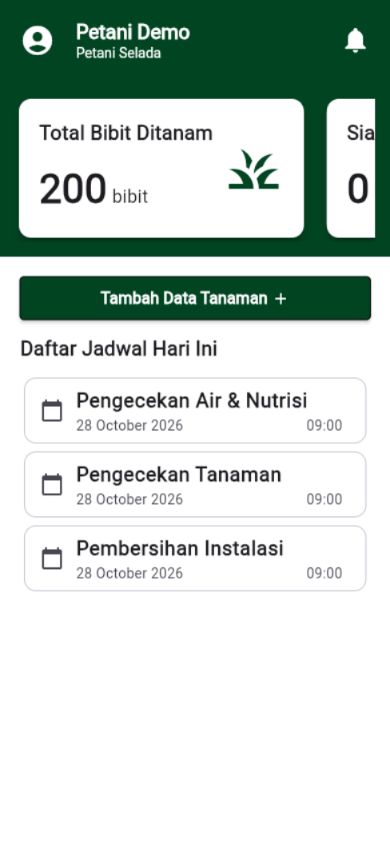 Petani Demo
Petani Selada
Total Bibit Ditanam
200 bibit
Sia
0
Tambah Data Tanaman +
Daftar Jadwal Hari Ini
Pengecekan Air & Nutrisi
28 October 2026 09:00
Pengecekan Tanaman
28 October 2026 09:00
Pembersihan Instalasi
28 October 2026 09:00